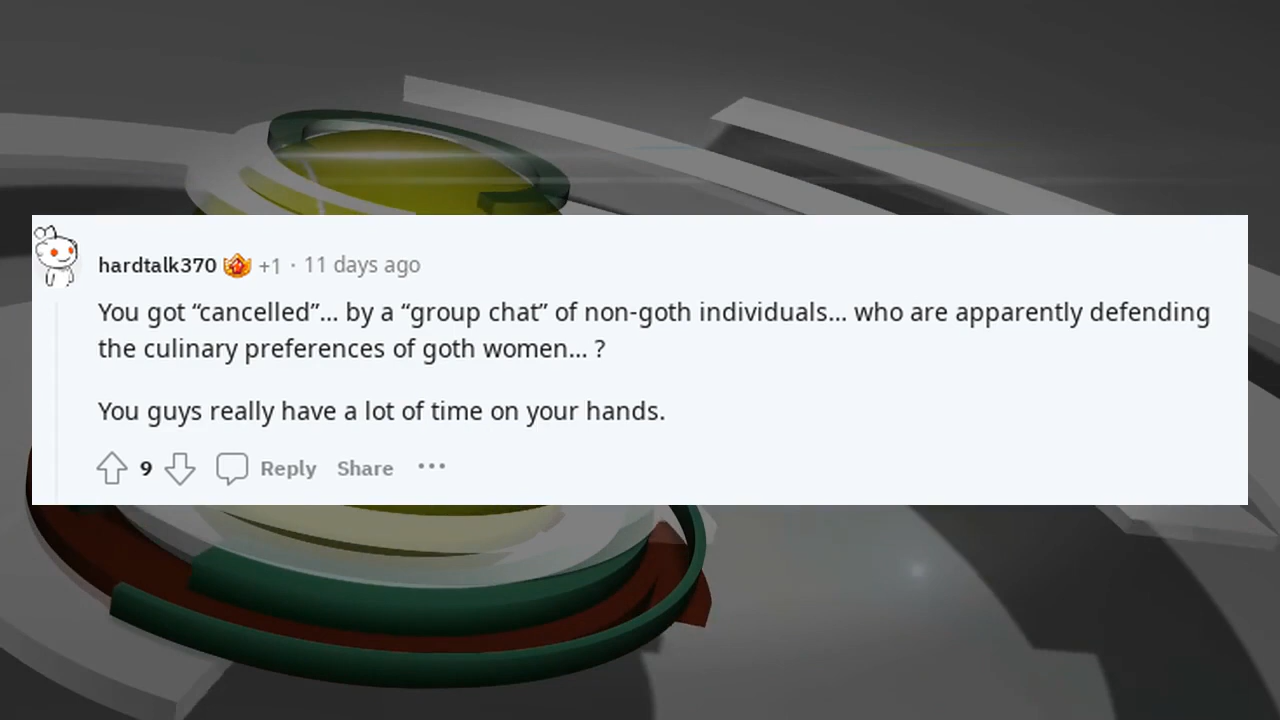 hardtalk370 +1 · 11 days ago
You got “cancelled”... by a “group chat” of non-goth individuals... who are apparently defending
the culinary preferences of goth women... ?
You guys really have a lot of time on your hands.
9 Reply Share ···